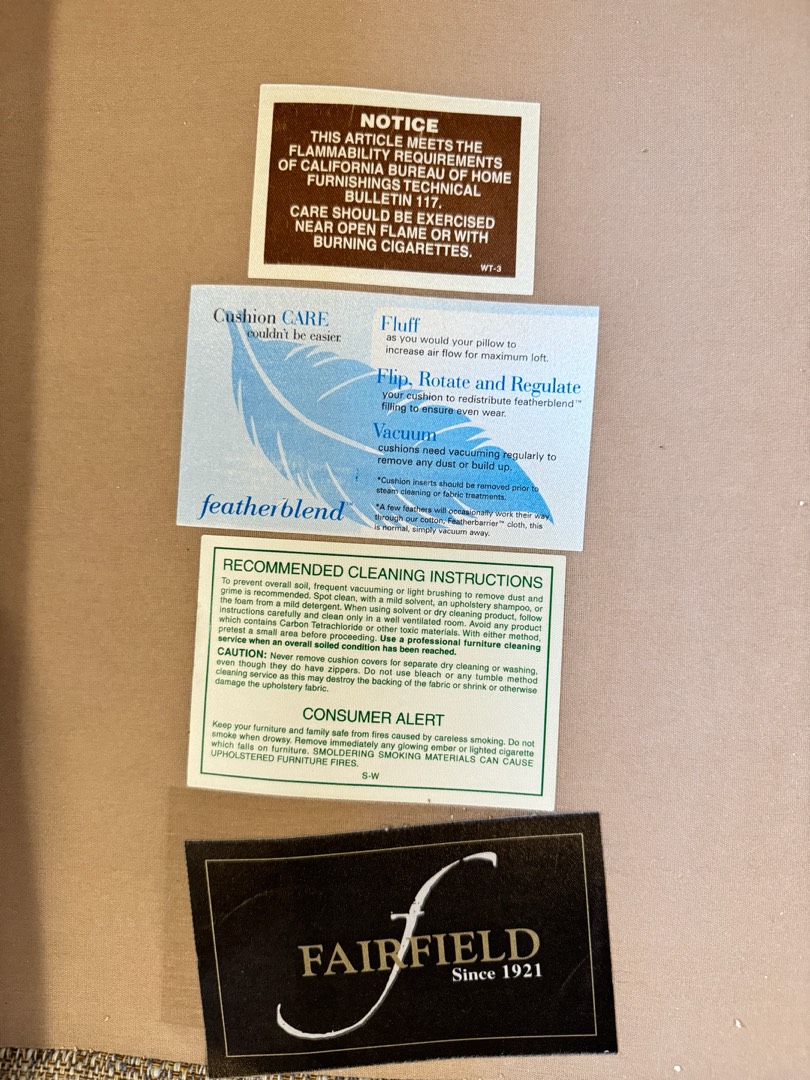 NOTICE
THIS ARTICLE MEETS THE
FLAMMABILITY REQUIREMENTS
OF CALIFORNIA BUREAU OF HOME
FURNISHINGS TECHNICAL
BULLETIN 117.
CARE SHOULD BE EXERCISED
NEAR OPEN FLAME OR WITH
BURNING CIGARETTES.
WT-3
Cushion CARE
couldn't be easier.
Fluff
as you would your pillow to
increase air flow for maximum loft.
Flip, Rotate and Regulate
your cushion to redistribute featherblend™
filling to ensure even wear.
Vacuum
cushions need vacuuming regularly to
remove any dust or build up.
*Cushion inserts should be removed prior to
steam cleaning or fabric treatments.
*A few feathers will occasionally work their way
through our cotton, Featherbarrier™ cloth, this
is normal, simply vacuum away.
featherblend™
RECOMMENDED CLEANING INSTRUCTIONS
To prevent overall soil, frequent vacuuming or light brushing to remove dust and
grime is recommended. Spot clean, with a mild solvent, an upholstery shampoo, or
the foam from a mild detergent. When using solvent or dry cleaning product, follow
instructions carefully and clean only in a well ventilated room. Avoid any product
which contains Carbon Tetrachloride or other toxic materials. With either method,
pretest a small area before proceeding. Use a professional furniture cleaning
service when an overall soiled condition has been reached.
CAUTION: Never remove cushion covers for separate dry cleaning or washing,
even though they do have zippers. Do not use bleach or any tumble method
cleaning service as this may destroy the backing of the fabric or shrink or otherwise
damage the upholstery fabric.
CONSUMER ALERT
Keep your furniture and family safe from fires caused by careless smoking. Do not
smoke when drowsy. Remove immediately any glowing ember or lighted cigarette
which falls on furniture. SMOLDERING SMOKING MATERIALS CAN CAUSE
UPHOLSTERED FURNITURE FIRES.
S-W
f
FAIRFIELD
Since 1921